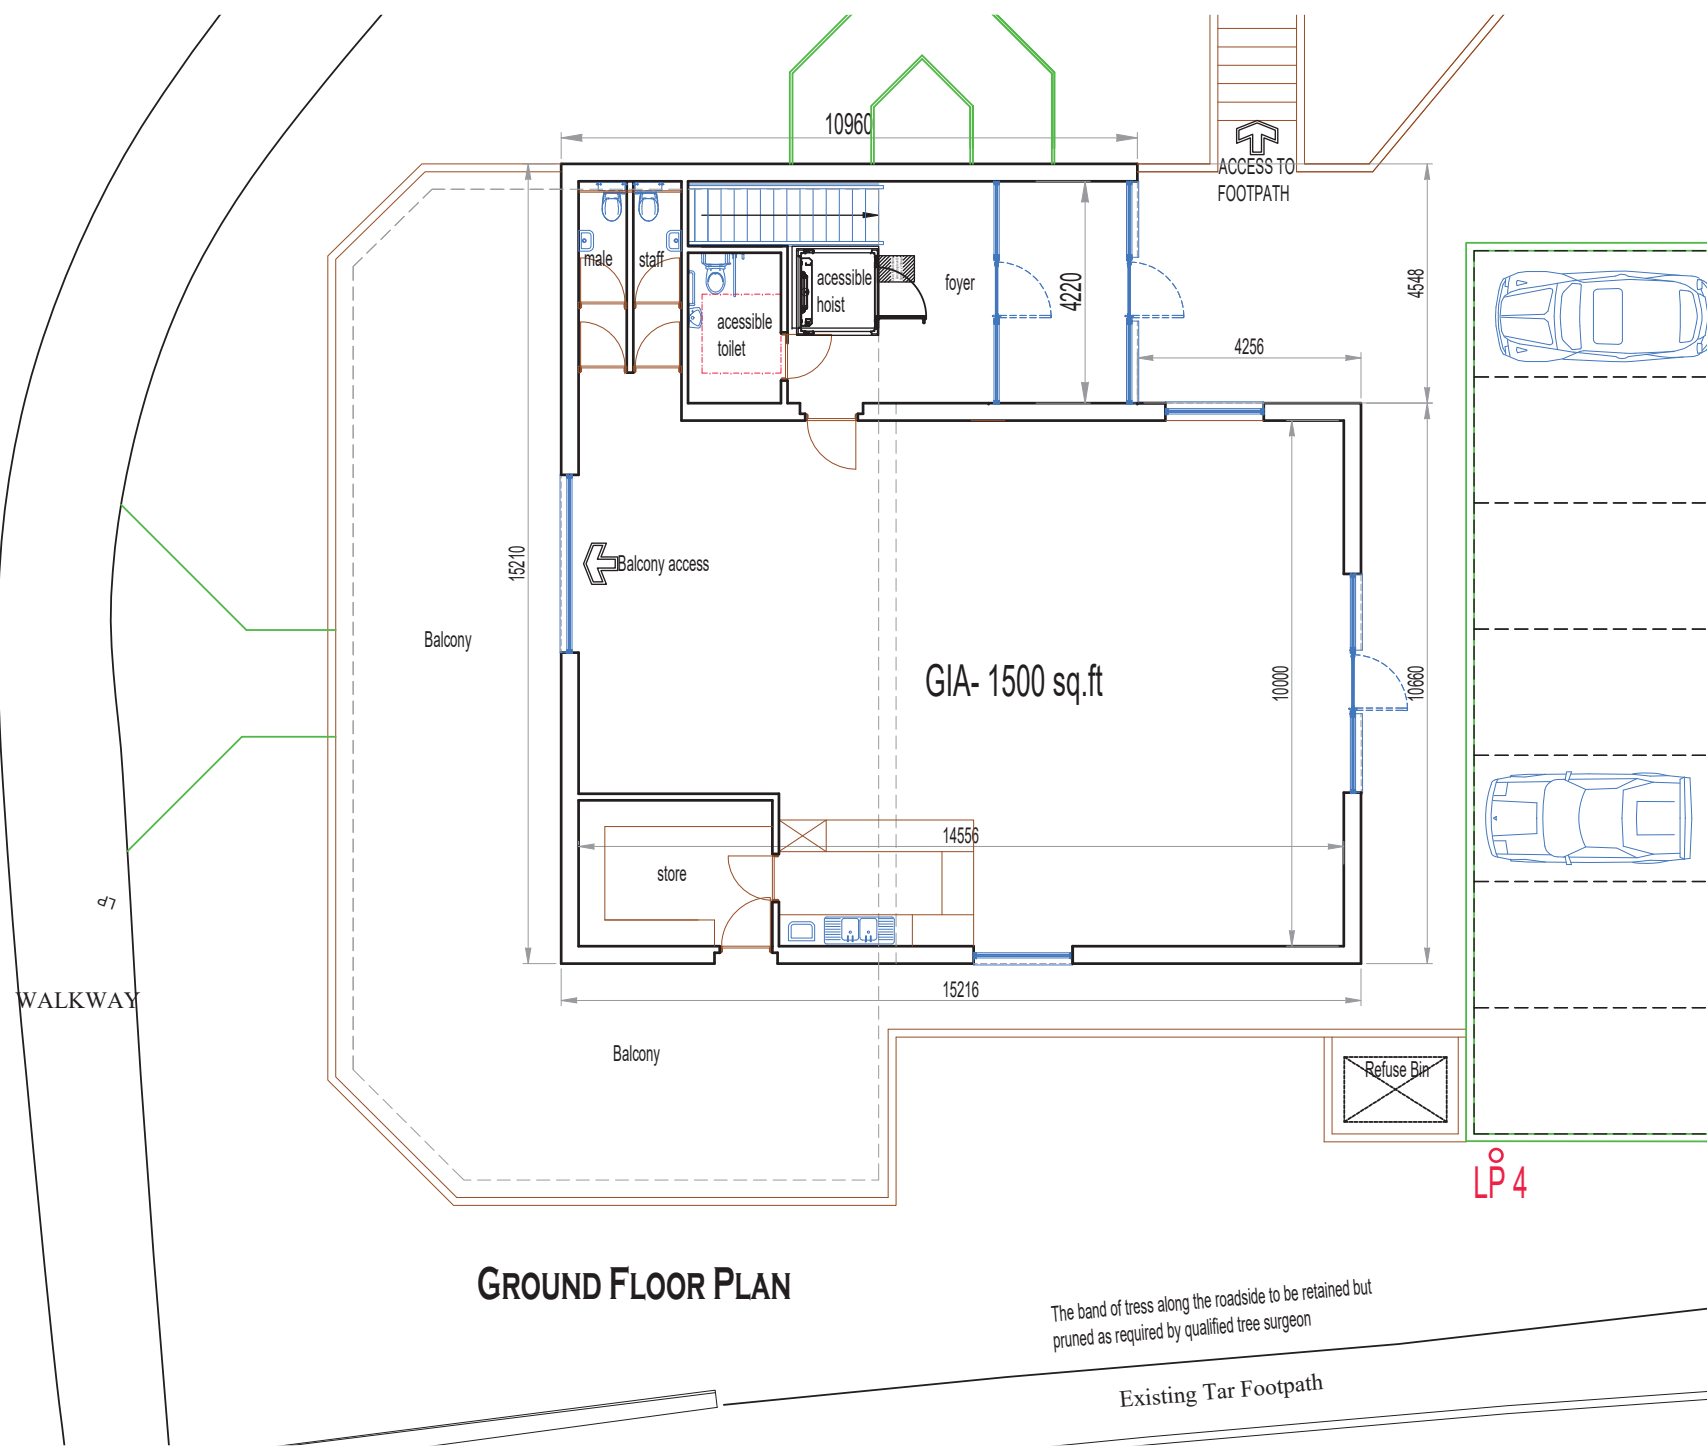 10960
ACCESS TO
FOOTPATH
male
staff
acessible
hoist
foyer
4220
4548
acessible
toilet
4256
15210
Balcony access
Balcony
GIA- 1500 sq.ft
10000
10660
14556
store
LP
WALKWAY
15216
Balcony
Refuse Bin
LP 4
GROUND FLOOR PLAN
The band of tress along the roadside to be retained but
pruned as required by qualified tree surgeon
Existing Tar Footpath